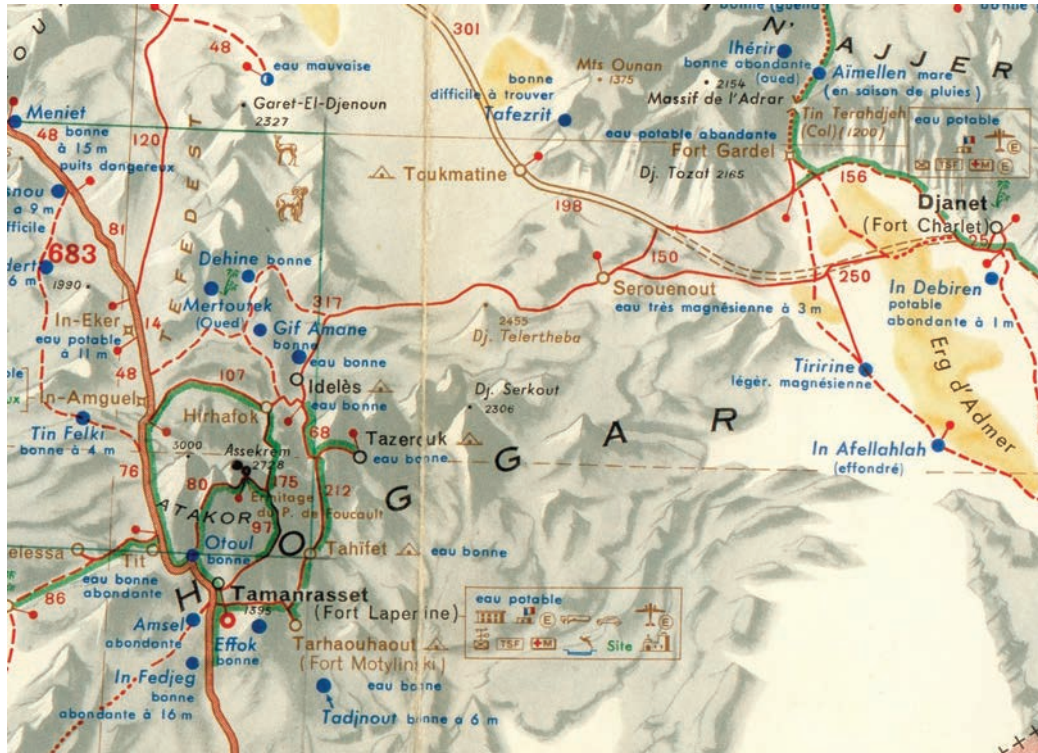 48
eau mauvaise
Garet-El-Djenoun
2327
301
bonne
difficile à trouver
Tafezrit
Mts Ounan
1375
Ihérir
bonne abondante
(oued)
2154
Massif de l'Adrar
N'
AJJER
Aïmellen mare
(en saison de pluies)
Tin Terahdjeh
(Col) (1200)
eau potable
E
TSF
M
E
Meniet
bonne
à 15 m
puits dangereux
48
120
TEFEDEST
eau potable abondante
Fort Gardel
Dj. Tozat 2165
Toukmatine
198
156
Djanet
(Fort Charlet)
25
a 9 m
81
683
6 m
1990
Dehine bonne
Mertoutek
(Oued)
317
150
Serouenout
eau très magnésienne à 3 m
250
In Debiren
potable
abondante à 1 m
In-Eker
eau potable
à 11 m
14
48
Gif Amane
bonne
2455
Dj. Telertheba
eau bonne
Idelès
eau bonne
Dj. Serkout
2306
Tiririne
légèr. magnésienne
Erg d'Admer
In-Amguel
107
Hirhafok
Tin Felki
bonne à 4 m
3000
Assekrem
2728
68
Tazerouk
eau bonne
In Afellahlah
(effondré)
76
80
175
Ermitage
du P. de Foucault
212
ATAKOR
97
HOGGAR
Tit
Otoul
bonne
Tahïfet
eau bonne
eau bonne
abondante
86
Tamanrasset
(Fort Laperrine)
1395
eau potable
E
TSF
M
Site
Amsel
abondante
Effok
bonne
Tarhaouhaout
(Fort Motylinski)
eau bonne
In Fedjeg
bonne
abondante à 16 m
Tadjnout bonne a 6 m